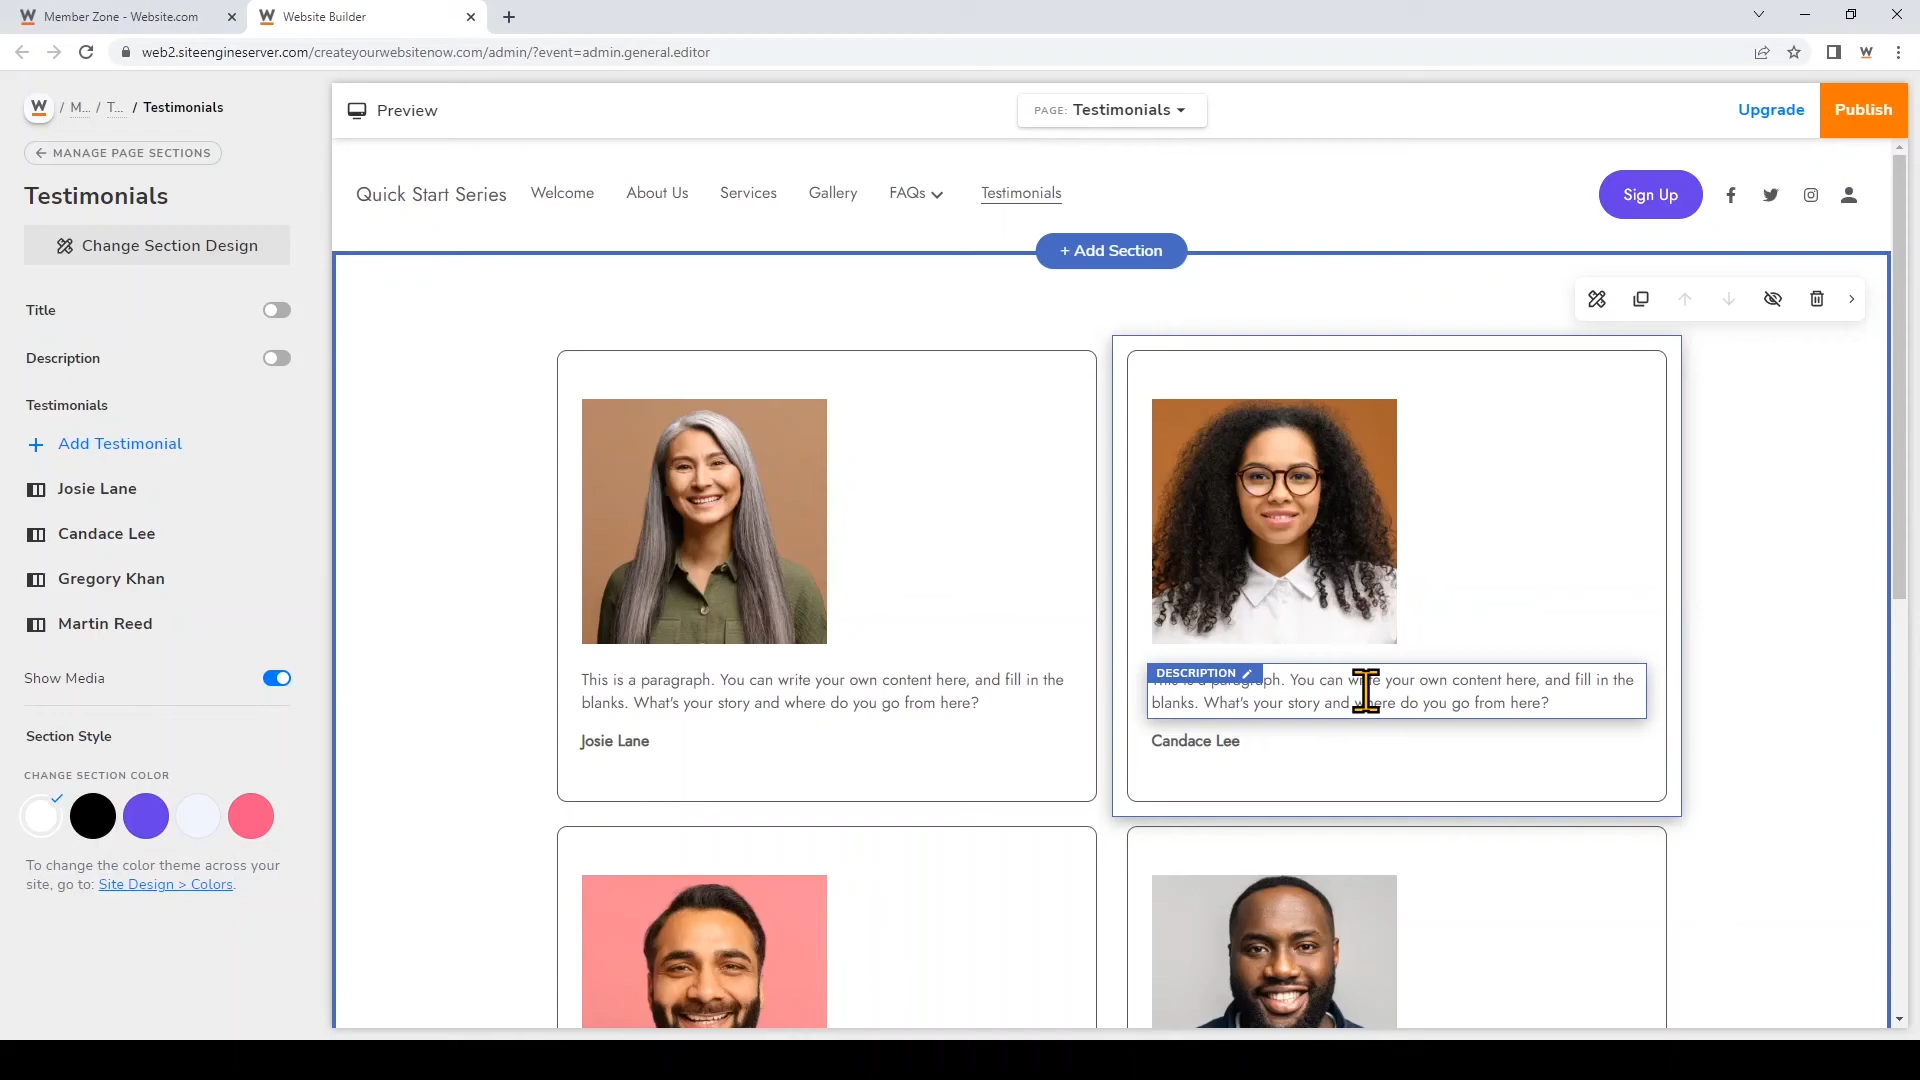 Member Zone - Website.com
Website Builder
web2.siteengineserver.com/createyourwebsitenow.com/admin/?event=admin.general.editor
W / M... / T... / Testimonials
MANAGE PAGE SECTIONS
Testimonials
Change Section Design
Title
Description
Testimonials
+ Add Testimonial
Josie Lane
Candace Lee
Gregory Khan
Martin Reed
Show Media
Section Style
CHANGE SECTION COLOR
To change the color theme across your
site, go to: Site Design > Colors.
Preview
PAGE: Testimonials
Upgrade
Publish
Quick Start Series
Welcome
About Us
Services
Gallery
FAQs
Testimonials
Sign Up
+ Add Section
This is a paragraph. You can write your own content here, and fill in the
blanks. What's your story and where do you go from here?
Josie Lane
DESCRIPTION
This is a paragraph. You can write your own content here, and fill in the
blanks. What's your story and where do you go from here?
Candace Lee